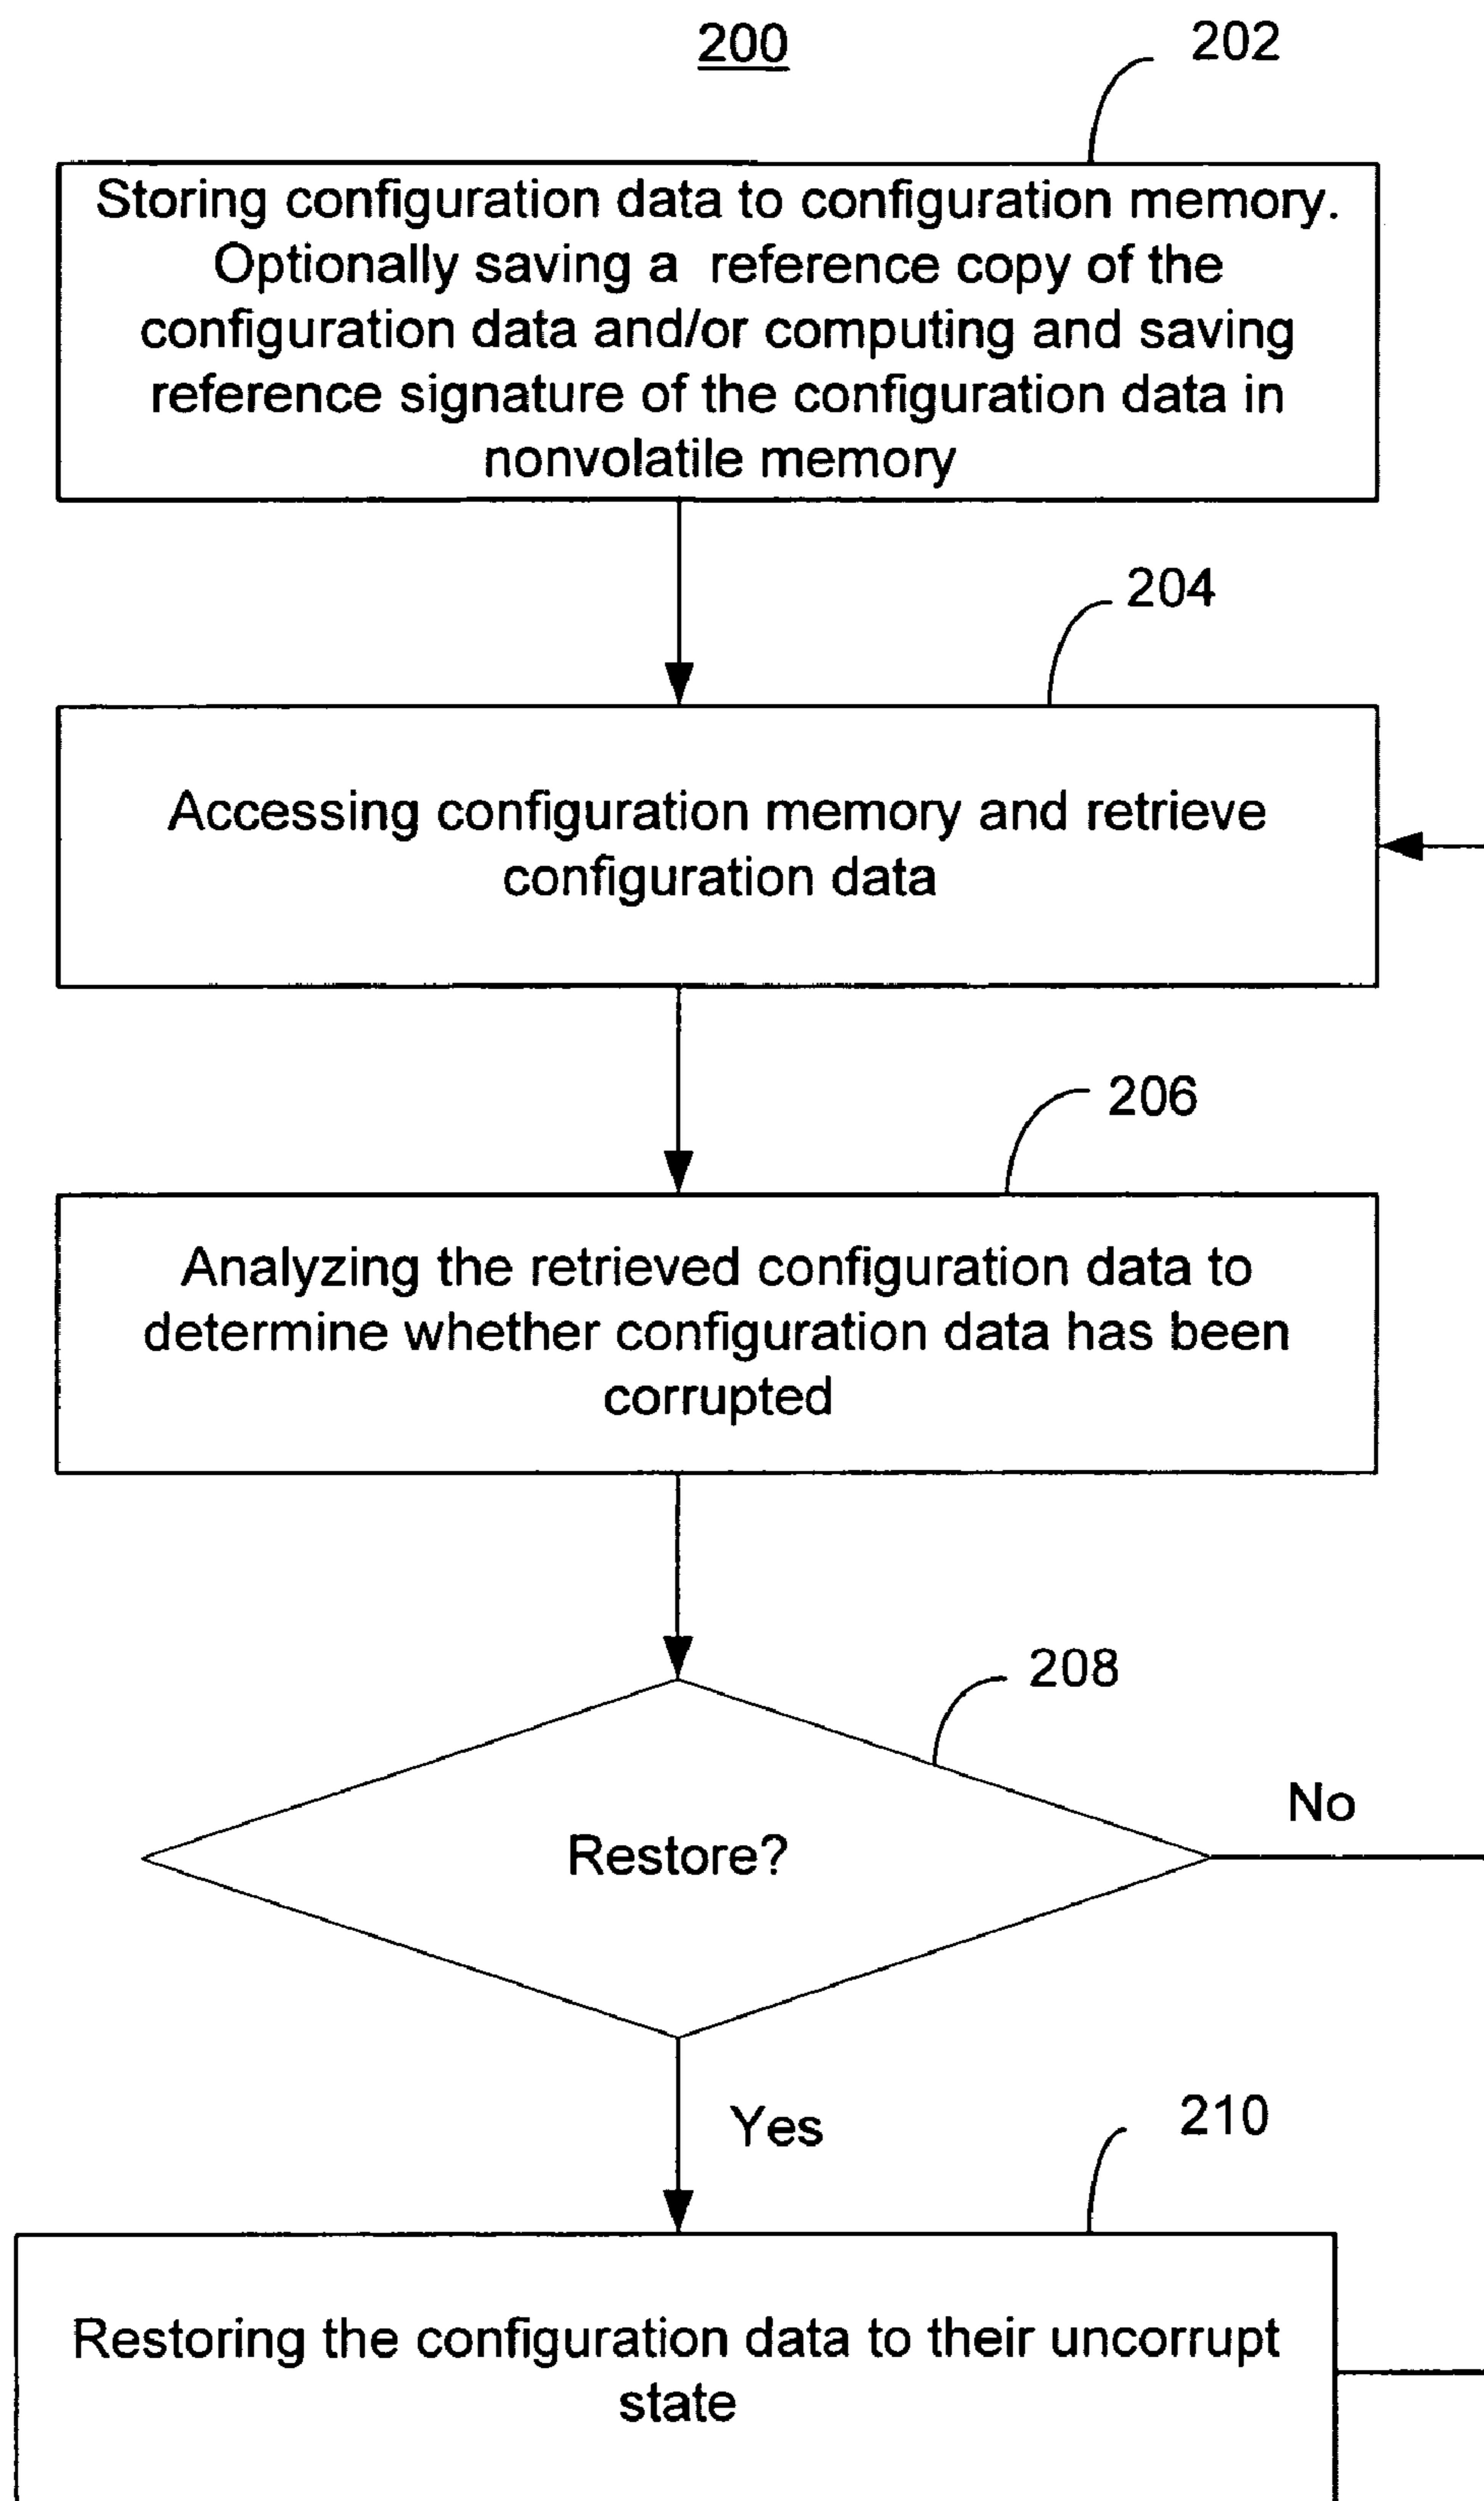 200
202
Storing configuration data to configuration memory.
Optionally saving a reference copy of the
configuration data and/or computing and saving
reference signature of the configuration data in
nonvolatile memory
204
Accessing configuration memory and retrieve
configuration data
206
Analyzing the retrieved configuration data to
determine whether configuration data has been
corrupted
208
Restore?
No
Yes
210
Restoring the configuration data to their uncorrupt
state